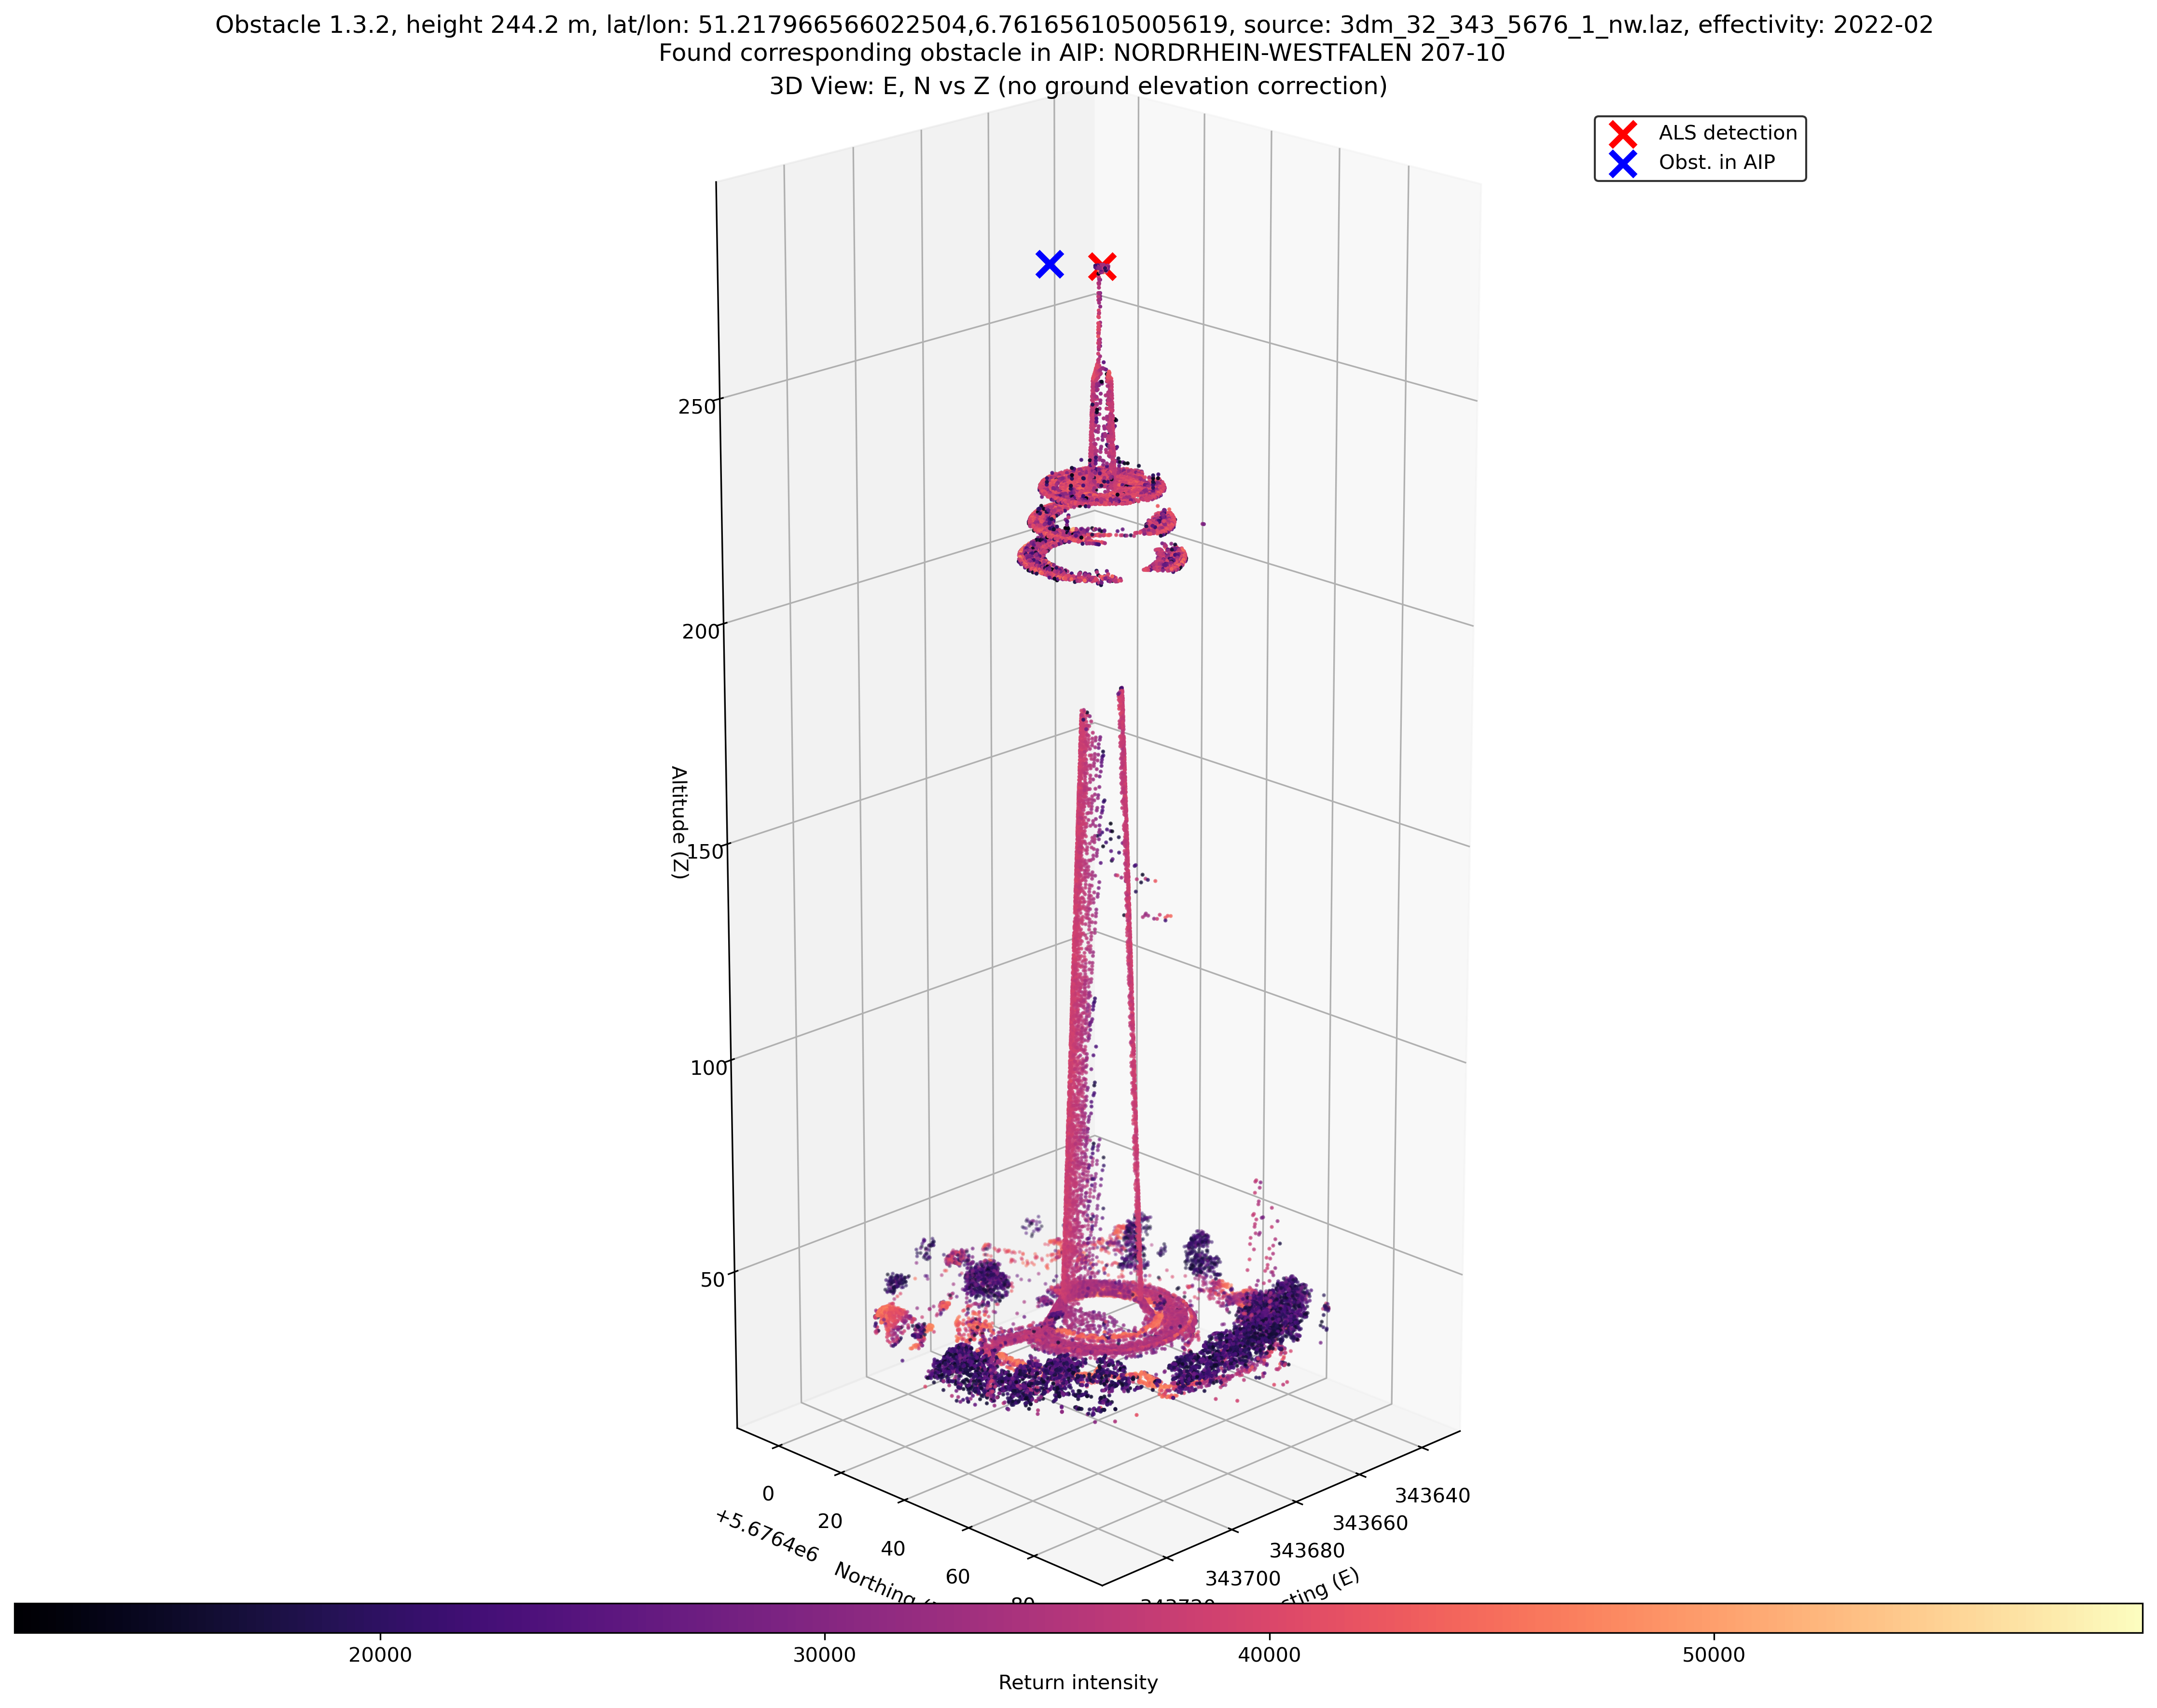 Obstacle 1.3.2, height 244.2 m, lat/lon: 51.217966566022504,6.761656105005619, source: 3dm_32_343_5676_1_nw.laz, effectivity: 2022-02
Found corresponding obstacle in AIP: NORDRHEIN-WESTFALEN 207-10
3D View: E, N vs Z (no ground elevation correction)
ALS detection
Obst. in AIP
250
200
150
100
50
Altitude (Z)
0
20
40
60
+5.6764e6
Northing
343640
343660
343680
343700
sting (E)
20000
30000
40000
50000
Return intensity